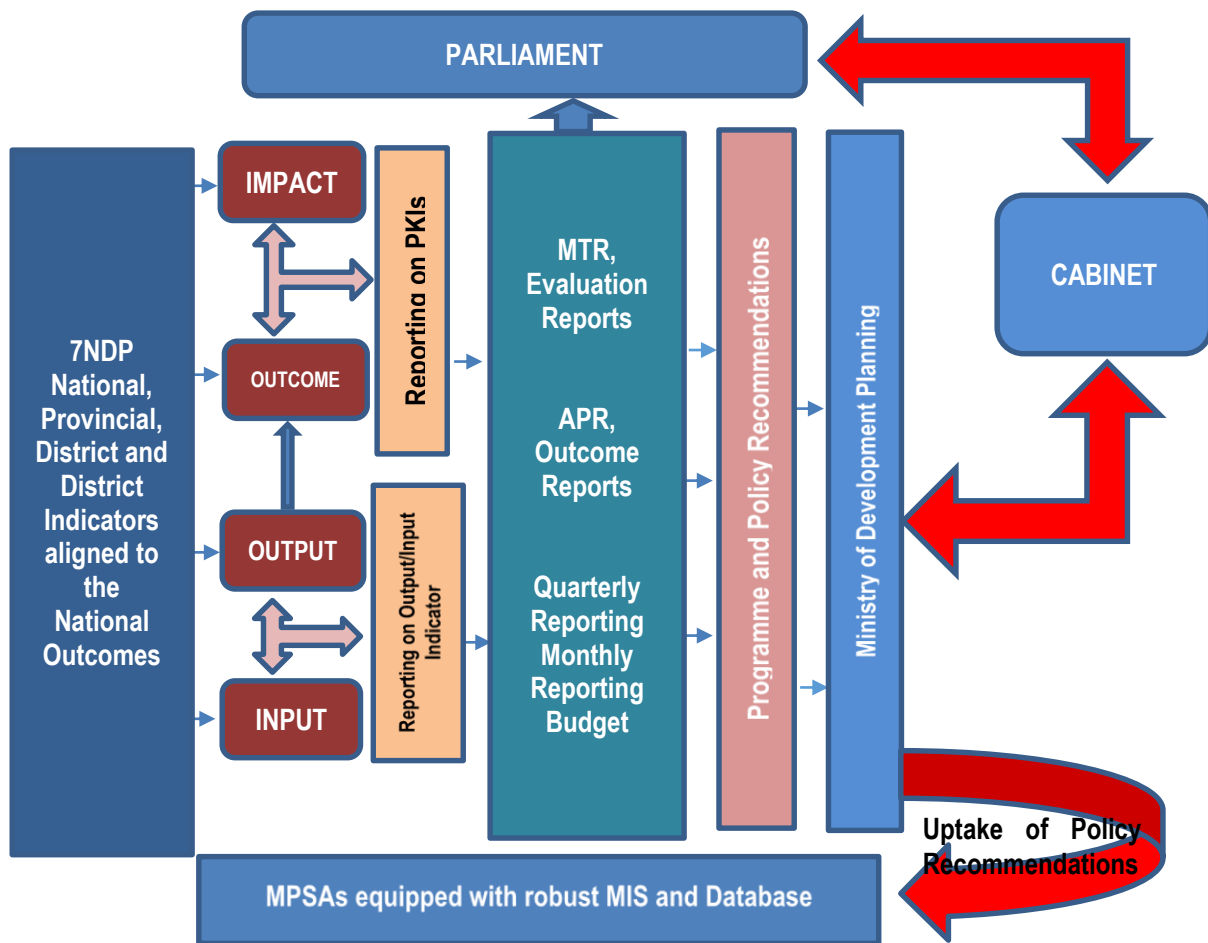 PARLIAMENT
7NDP
National,
Provincial,
District and
District
Indicators
aligned to
the
National
Outcomes
IMPACT
OUTCOME
OUTPUT
INPUT
Reporting on PKIs
Reporting on Output/Input
Indicator
MTR,
Evaluation
Reports
APR,
Outcome
Reports
Quarterly
Reporting
Monthly
Reporting
Budget
Programme and Policy Recommendations
Ministry of Development Planning
CABINET
Uptake of Policy
Recommendations
MPSAs equipped with robust MIS and Database